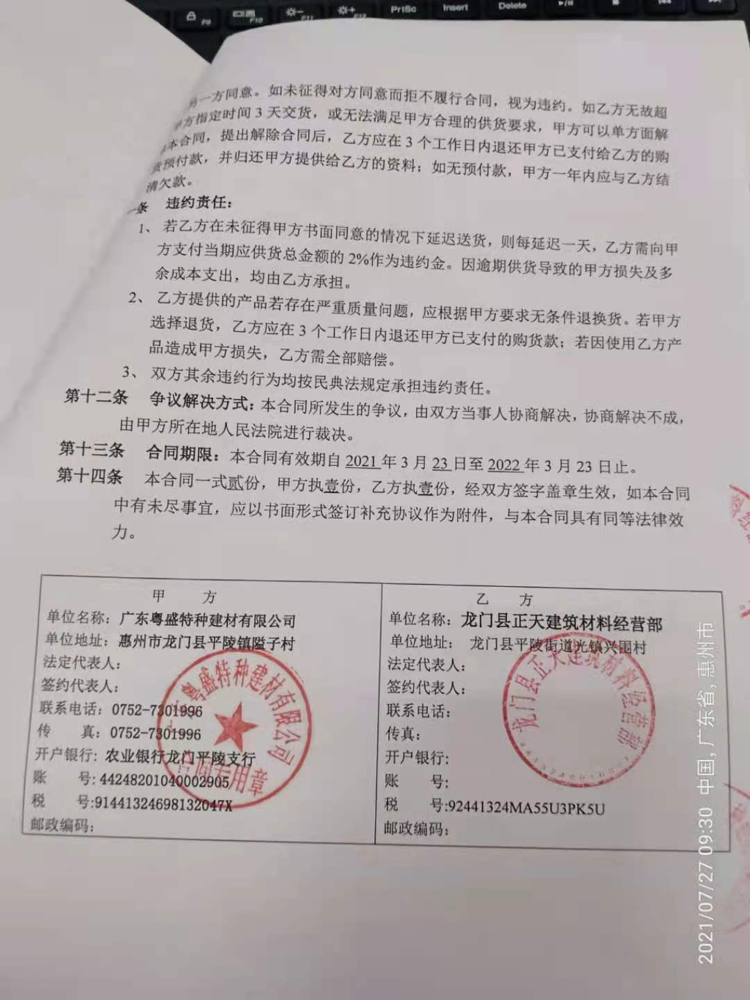 F9
F10
F11
F12
PrtSc
Insert
Delete
一方同意。如未征得对方同意而拒不履行合同，视为违约。如乙方无故超
甲方指定时间 3 天交货，或无法满足甲方合理的供货要求，甲方可以单方面解
本合同，提出解除合同后，乙方应在 3 个工作日内退还甲方已支付给乙方的购
货预付款，并归还甲方提供给乙方的资料；如无预付款，甲方一年内应与乙方结
清欠款。
一条 违约责任：
1、 若乙方在未征得甲方书面同意的情况下延迟送货，则每延迟一天，乙方需向甲
方支付当期应供货总金额的 2%作为违约金。因逾期供货导致的甲方损失及多
余成本支出，均由乙方承担。
2、 乙方提供的产品若存在严重质量问题，应根据甲方要求无条件退换货。若甲方
选择退货，乙方应在 3 个工作日内退还甲方已支付的购货款；若因使用乙方产
品造成甲方损失，乙方需全部赔偿。
3、 双方其余违约行为均按民典法规定承担违约责任。
第十二条 争议解决方式：本合同所发生的争议，由双方当事人协商解决，协商解决不成，
由甲方所在地人民法院进行裁决。
第十三条 合同期限：本合同有效期自 2021 年 3 月 23 日至 2022 年 3 月 23 日止。
第十四条 本合同一式贰份，甲方执壹份，乙方执壹份，经双方签字盖章生效，如本合同
中有未尽事宜，应以书面形式签订补充协议作为附件，与本合同具有同等法律效
力。
甲 方
单位名称：广东粤盛特种建材有限公司
单位地址：惠州市龙门县平陵镇隘子村
法定代表人：
签约代表人：
联系电话：0752-7301996
传 真：0752-7301996
开户银行：农业银行龙门平陵支行
账 号：44248201040002905
税 号:91441324698132047X
邮政编码：
粤盛特种建材有限公司
合同专用章
乙 方
单位名称：龙门县正天建筑材料经营部
单位地址： 龙门县平陵街道光镇兴围村
法定代表人：
签约代表人：
联系电话：
传真：
开户银行：
账 号：
税 号:92441324MA55U3PK5U
邮政编码：
龙门县正天建筑材料经营部
2021/07/27 09:30 中国,广东省,惠州市